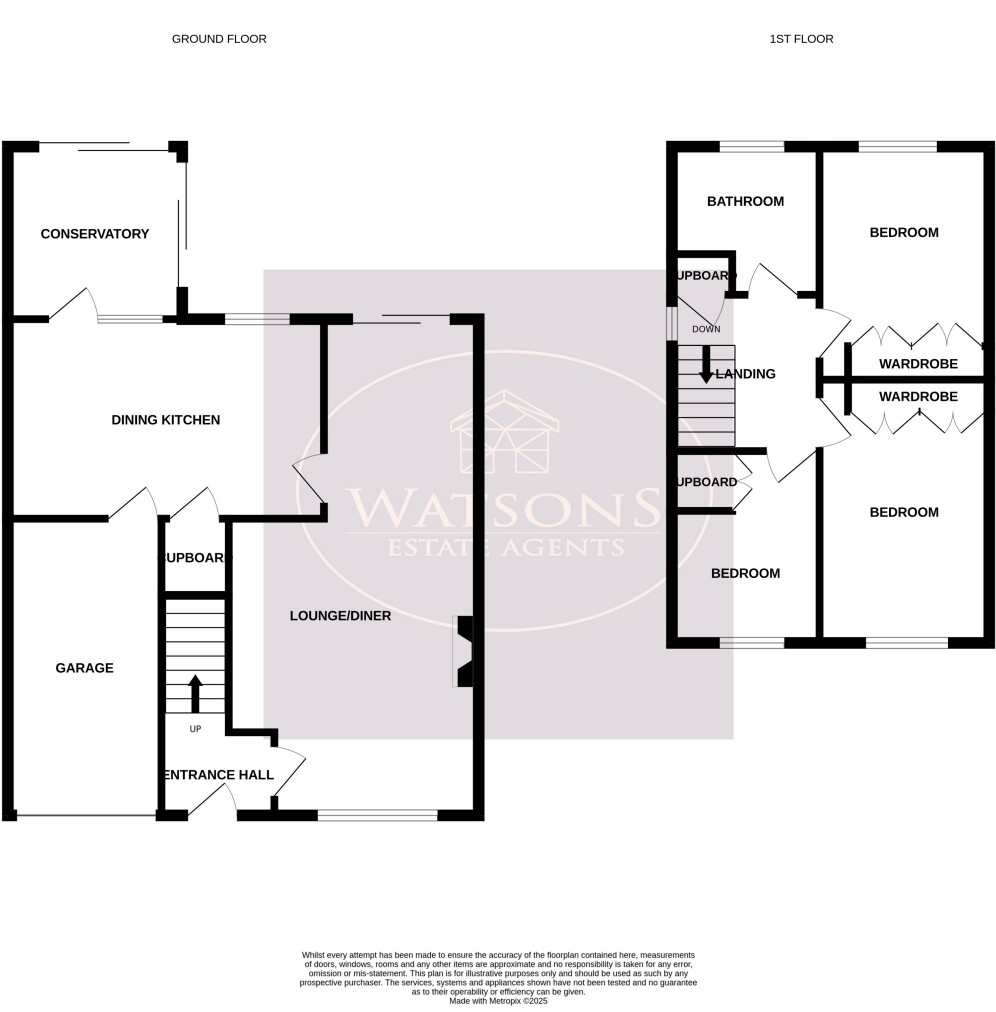 GROUND FLOOR
1ST FLOOR
CONSERVATORY
DINING KITCHEN
CUPBOARD
LOUNGE/DINER
GARAGE
UP
ENTRANCE HALL
BATHROOM
BEDROOM
UPBOARD
DOWN
LANDING
WARDROBE
WARDROBE
UPBOARD
BEDROOM
BEDROOM
WATSONS
ESTATE AGENTS
Whilst every attempt has been made to ensure the accuracy of the floorplan contained here, measurements
of doors, windows, rooms and any other items are approximate and no responsibility is taken for any error,
omission or mis-statement. This plan is for illustrative purposes only and should be used as such by any
prospective purchaser. The services, systems and appliances shown have not been tested and no guarantee
as to their operability or efficiency can be given.
Made with Metropix ©2025